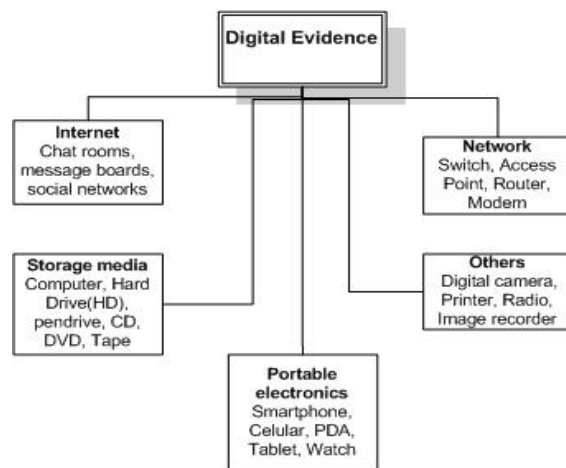 Digital Evidence
Internet
Chat rooms,
message boards,
social networks
Network
Switch, Access
Point, Router,
Modem
Storage media
Computer, Hard
Drive(HD),
pendrive, CD,
DVD, Tape
Others
Digital camera,
Printer, Radio,
Image recorder
Portable
electronics
Smartphone,
Celular, PDA,
Tablet, Watch